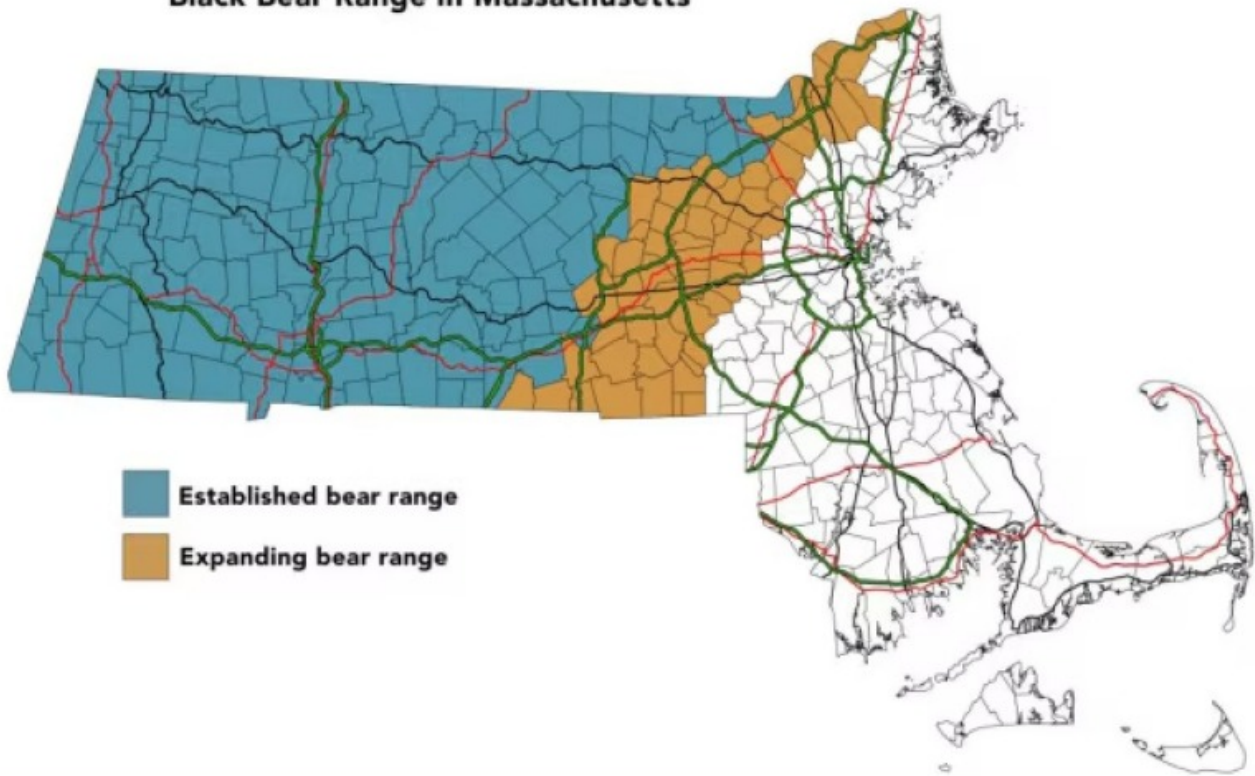 Black Bear Range in Massachusetts
Established bear range
Expanding bear range